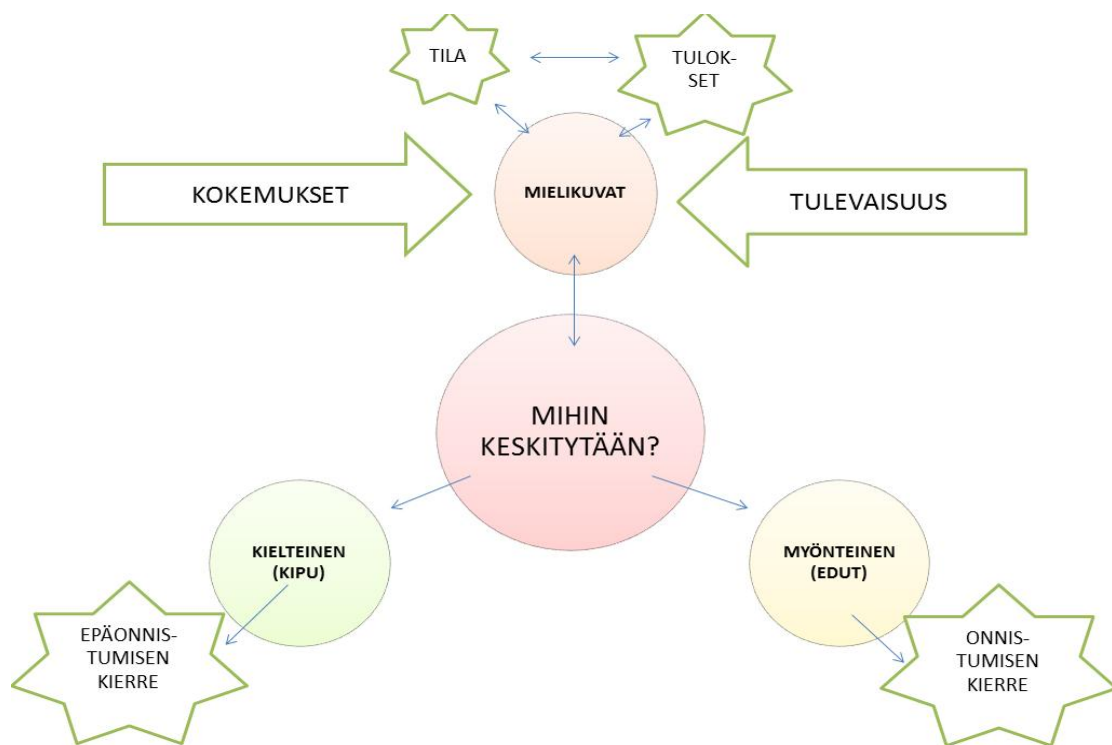 TILA
TULOK-
SET
KOKEMUKSET
MIELIKUVAT
TULEVAISUUS
MIHIN
KESKITYTÄÄN?
KIELTEINEN
(KIPU)
MYÖNTEINEN
(EDUT)
EPÄONNIS-
TUMISEN
KIERRE
ONNIS-
TUMISEN
KIERRE